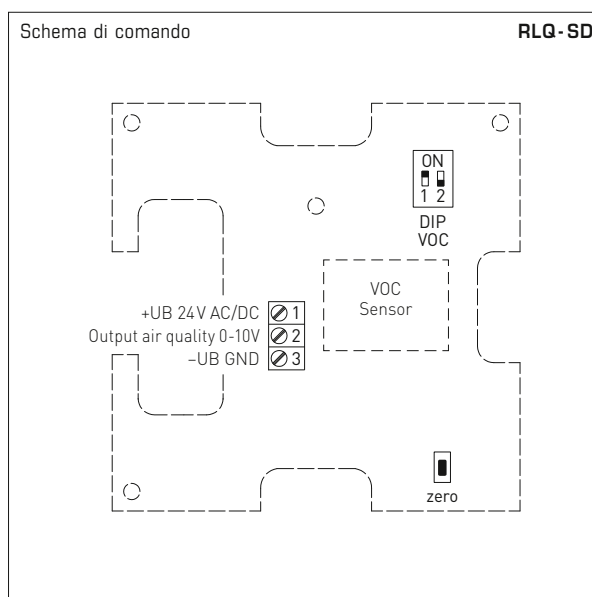 Schema di comando
RLQ-SD
ON
1 2
DIP
VOC
VOC
Sensor
+UB 24V AC/DC 1
Output air quality 0-10V 2
–UB GND 3
zero